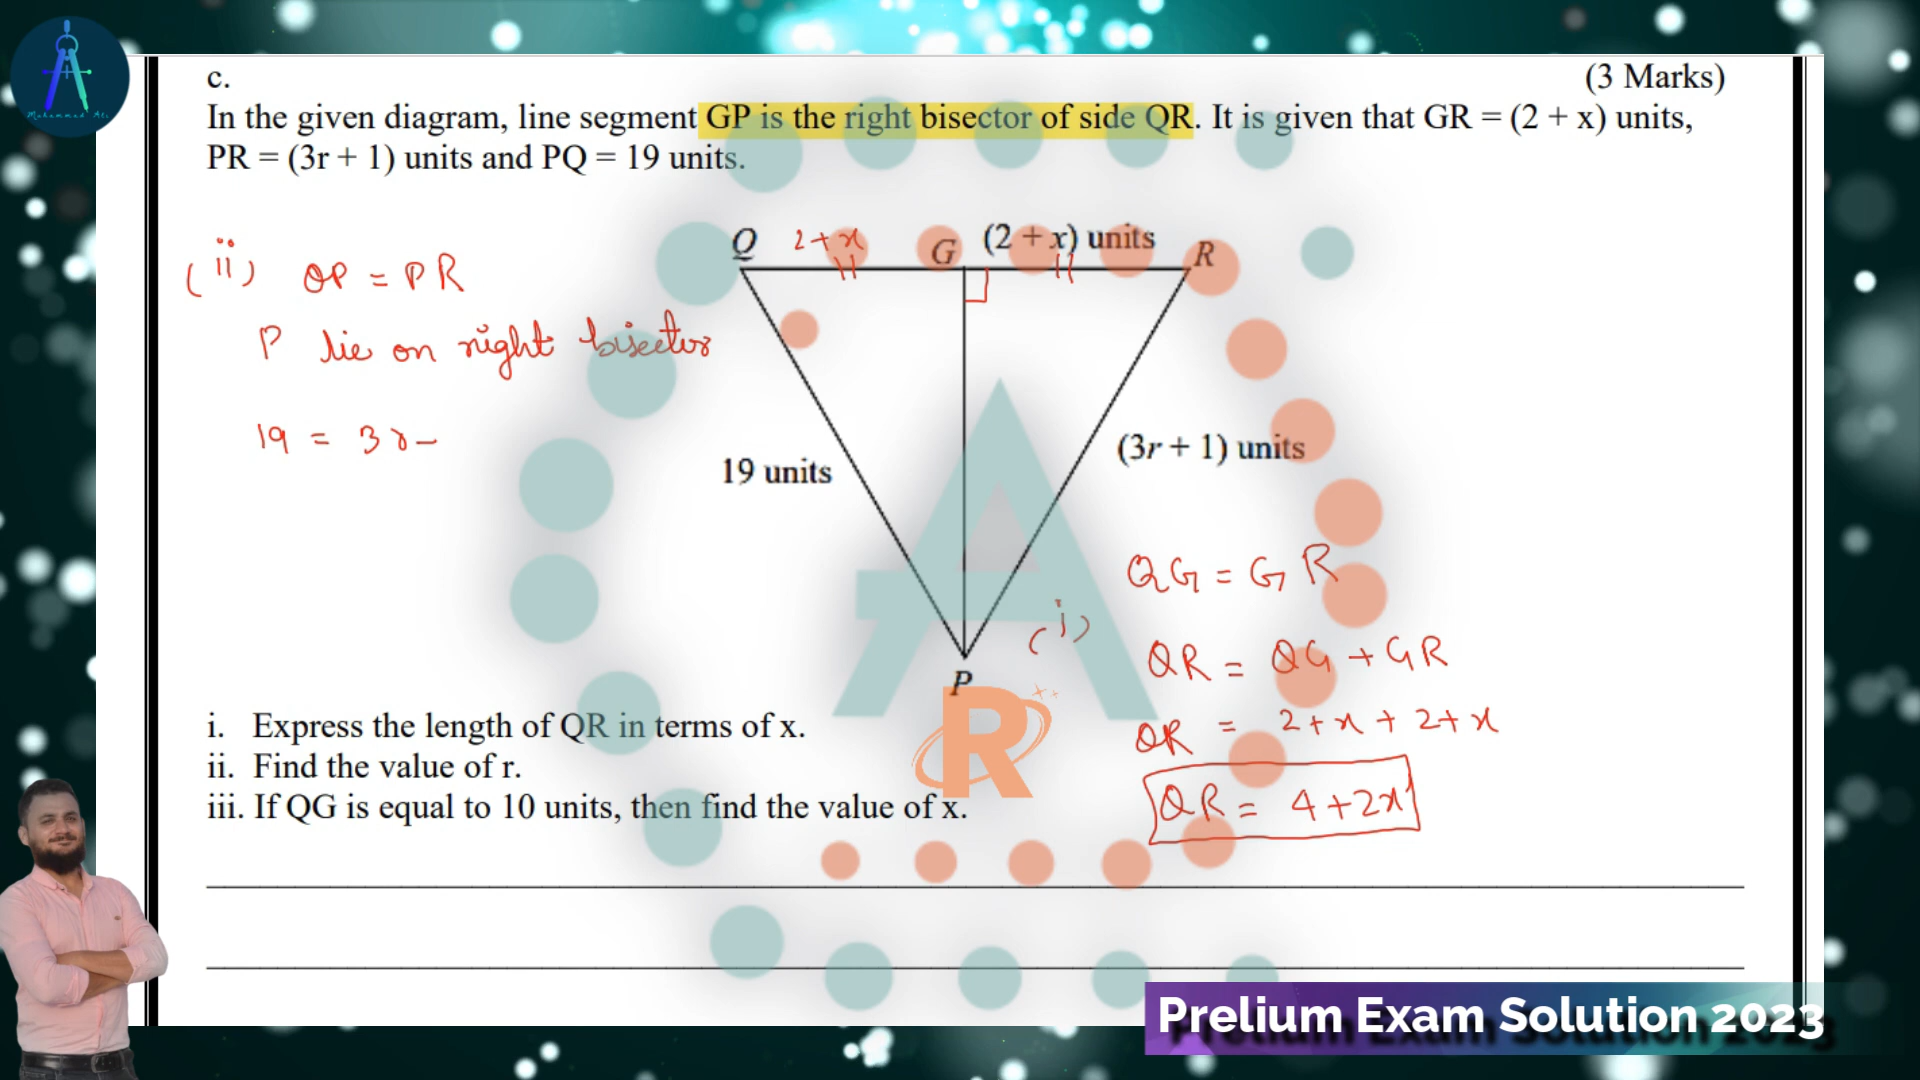 c.
(3 Marks)
In the given diagram, line segment GP is the right bisector of side QR. It is given that GR = (2 + x) units,
PR = (3r + 1) units and PQ = 19 units.
Q 2+x G (2 + x) units R
(ii) QP = PR
P lie on right bisector
19 = 3r-
19 units
(3r + 1) units
P
QG = GR
(i)
QR = QG + GR
QR = 2+x + 2+x
QR = 4+2x
i. Express the length of QR in terms of x.
ii. Find the value of r.
iii. If QG is equal to 10 units, then find the value of x.
R++
Muhammad Ali
Prelium Exam Solution 2023